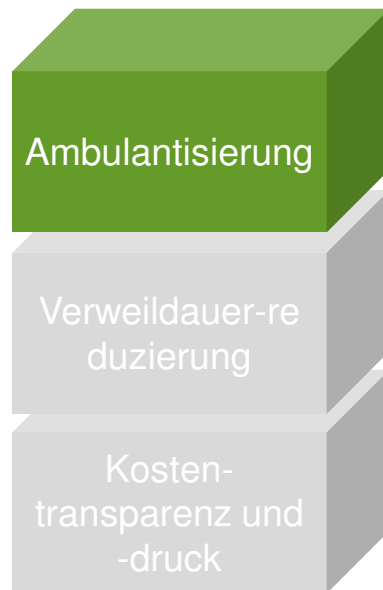 Ambulantisierung
Verweildauer-re
duzierung
Kosten-
transparenz und
-druck